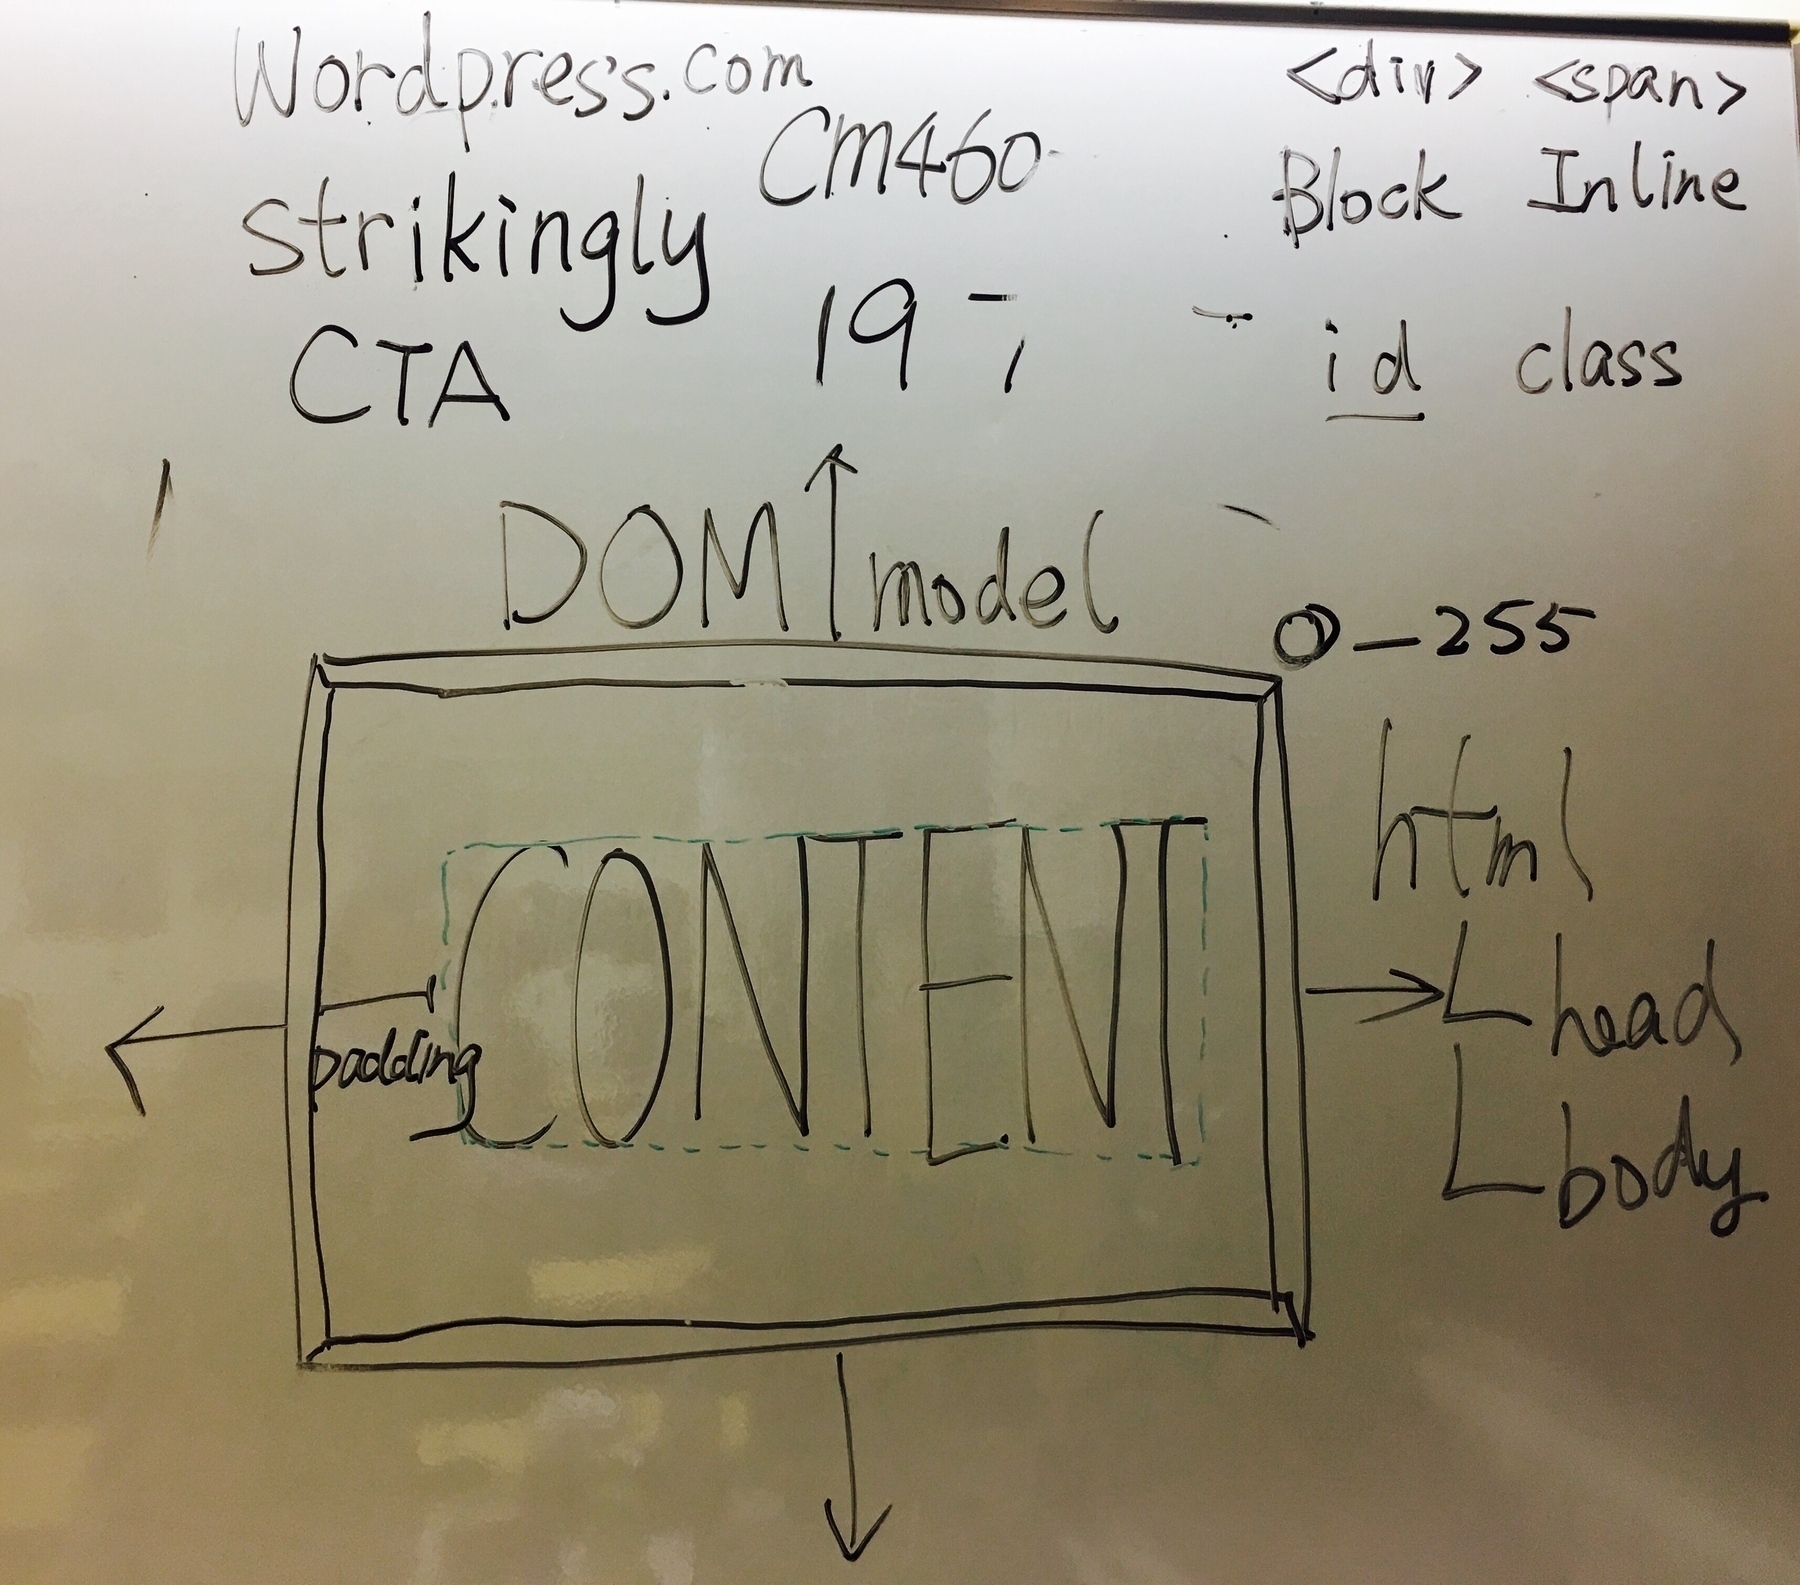 Wordpress.com
<div> <span>
CM460
Block Inline
strikingly
19
id class
CTA
DOM model
0-255
html
CONTENT
head
padding
body